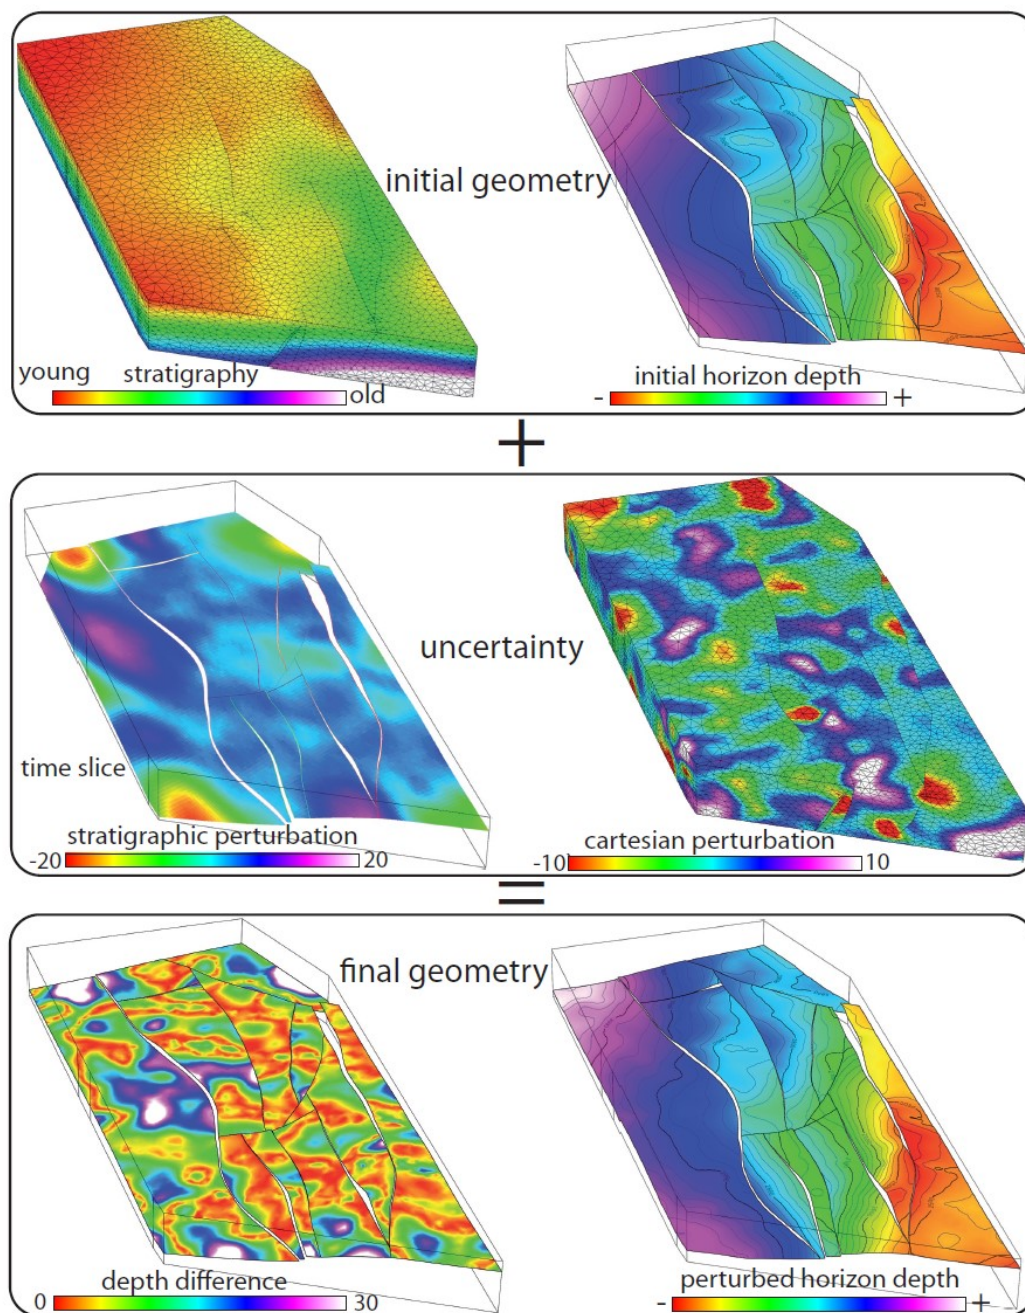 initial geometry
young stratigraphy old
initial horizon depth
- +
+
uncertainty
time slice
stratigraphic perturbation
-20 20
cartesian perturbation
-10 10
=
final geometry
depth difference
0 30
perturbed horizon depth
- +